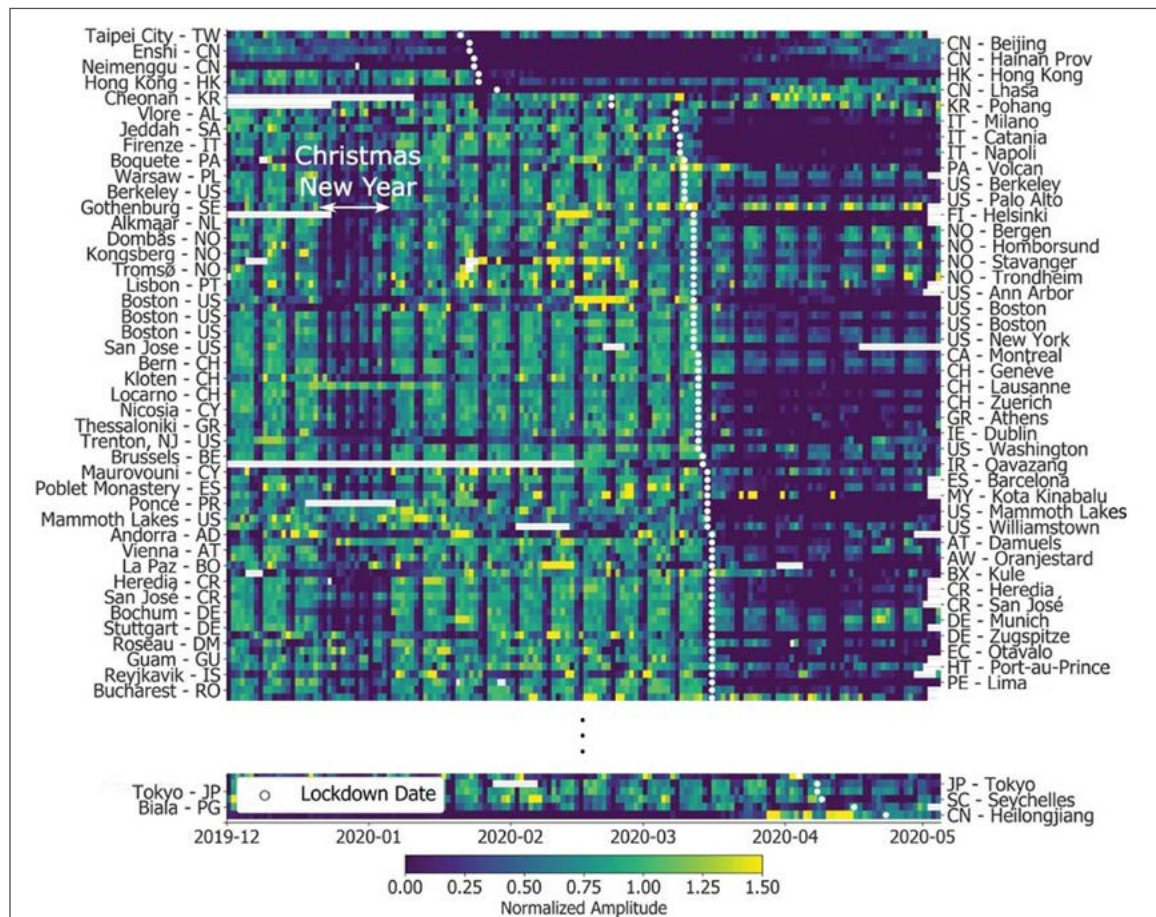 Taipei City - TW
Enshi - CN
Neimenggu - CN
Hong Kong - HK
Cheonan - KR
Vlore - AL
Jeddah - SA
Firenze - IT
Boquete - PA
Warsaw - PL
Berkeley - US
Gothenburg - SE
Alkmaar - NL
Dombås - NO
Kongsberg - NO
Tromsø - NO
Lisbon - PT
Boston - US
Boston - US
Boston - US
San Jose - US
Bern - CH
Kloten - CH
Locarno - CH
Nicosia - CY
Thessaloniki - GR
Trenton, NJ - US
Brussels - BE
Maurovouni - CY
Poblet Monastery - ES
Ponce - PR
Mammoth Lakes - US
Andorra - AD
Vienna - AT
La Paz - BO
Heredia - CR
San José - CR
Bochum - DE
Stuttgart - DE
Roseau - DM
Guam - GU
Reyjkavik - IS
Bucharest - RO
Christmas
New Year
CN - Beijing
CN - Hainan Prov
HK - Hong Kong
CN - Lhasa
KR - Pohang
IT - Milano
IT - Catania
IT - Napoli
PA - Volcan
US - Berkeley
US - Palo Alto
FI - Helsinki
NO - Bergen
NO - Homborsund
NO - Stavanger
NO - Trondheim
US - Ann Arbor
US - Boston
US - Boston
US - New York
CA - Montreal
CH - Genève
CH - Lausanne
CH - Zuerich
GR - Athens
IE - Dublin
US - Washington
IR - Qavazang
ES - Barcelona
MY - Kota Kinabalu
US - Mammoth Lakes
US - Williamstown
AT - Damuels
AW - Oranjestard
BX - Kule
CR - Heredia
CR - San José
DE - Munich
DE - Zugspitze
EC - Otavalo
HT - Port-au-Prince
PE - Lima
Tokyo - JP
Biala - PG
Lockdown Date
JP - Tokyo
SC - Seychelles
CN - Heilongjiang
2019-12 2020-01 2020-02 2020-03 2020-04 2020-05
0.00 0.25 0.50 0.75 1.00 1.25 1.50
Normalized Amplitude